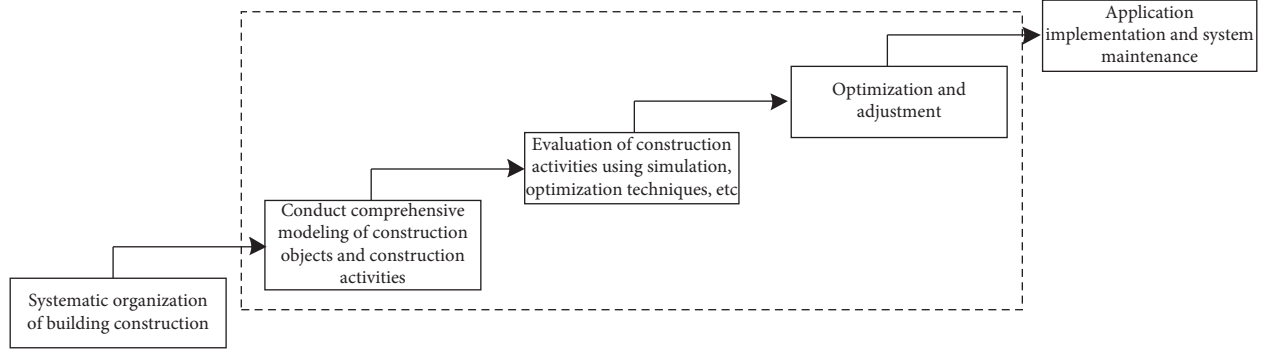 Systematic organization
of building construction
Conduct comprehensive
modeling of construction
objects and construction
activities
Evaluation of construction
activities using simulation,
optimization techniques, etc
Optimization and
adjustment
Application
implementation and system
maintenance